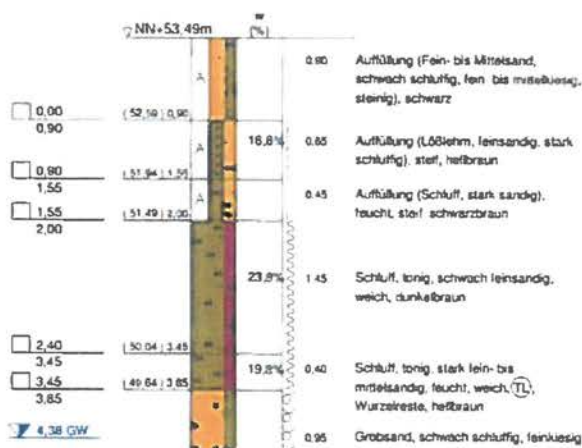 w
NN+53,49m [%]
A
0.90 Auffüllung (Fein- bis Mittelsand,
schwach schluffig, fein- bis mittelkiesig,
steinig), schwarz
0,00
0,90
(52,59) 0,90
A
16,8% 0.65 Auffüllung (Lößlehm, feinsandig, stark
schluffig), steif, hellbraun
0,90
1,55
(51,94) 1,55
A
0.45 Auffüllung (Schluff, stark sandig),
feucht, steif schwarzbraun
1,55
2,00
(51,49) 2,00
23,8% 1.45 Schluff, tonig, schwach feinsandig,
weich, dunkelbraun
2,40
3,45
(50,04) 3,45
19,8% 0,40 Schluff, tonig, stark fein- bis
mittelsandig, feucht, weich, TL,
Wurzelreste, hellbraun
3,45
3,85
(49,64) 3,85
4,38 GW
0.95 Grobsand, schwach schluffig, feinkiesig